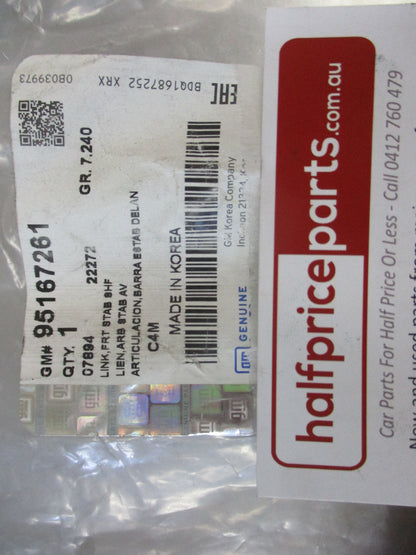 0B039973 BDQ1687252 XRX
EAC
GM# 95167261 GR. 7.240
QTY. 1
07894 22272
LINK,FRT STAB SHF
LIEN,ARB STAB AV
ARTICULACION,BARRA ESTAB DELAN
C4M
MADE IN KOREA
GM Korea Company
gm GENUINE
halfpriceparts.com.au
Car Parts For Half Price Or Less - Call 0412 760 479